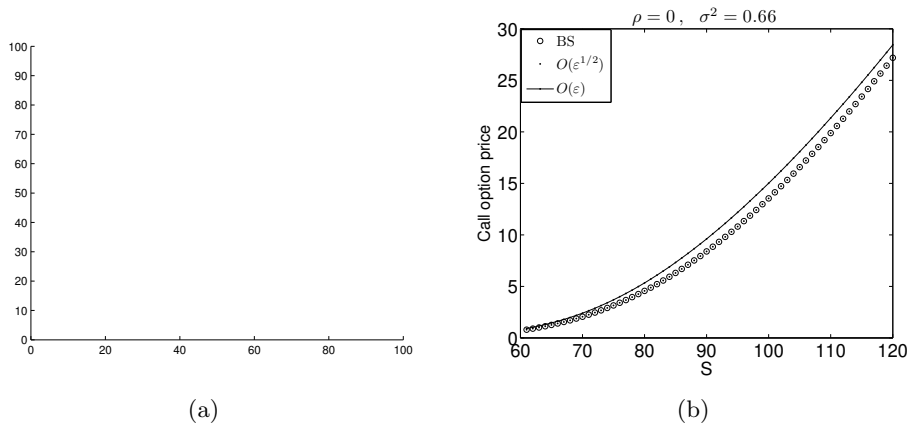 100
90
80
70
60
50
40
30
20
10
0
0 20 40 60 80 100
(a)
ρ = 0 , σ² = 0.66
30
25
20
15
10
5
0
Call option price
BS
O(ε^{1/2})
O(ε)
60 70 80 90 100 110 120
S
(b)